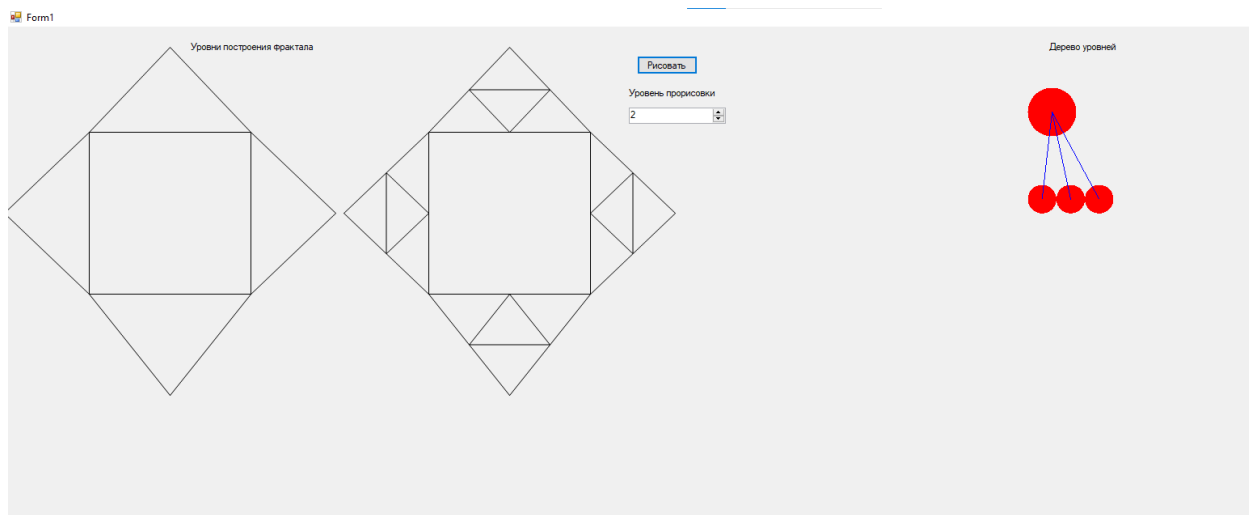 Form1
Уровни построения фрактала
Рисовать
Уровень прорисовки
2
Дерево уровней